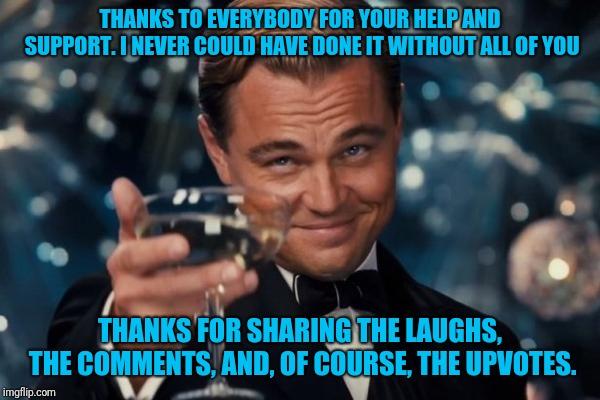 THANKS TO EVERYBODY FOR YOUR HELP AND
SUPPORT. I NEVER COULD HAVE DONE IT WITHOUT ALL OF YOU
THANKS FOR SHARING THE LAUGHS,
THE COMMENTS, AND, OF COURSE, THE UPVOTES.
imgflip.com